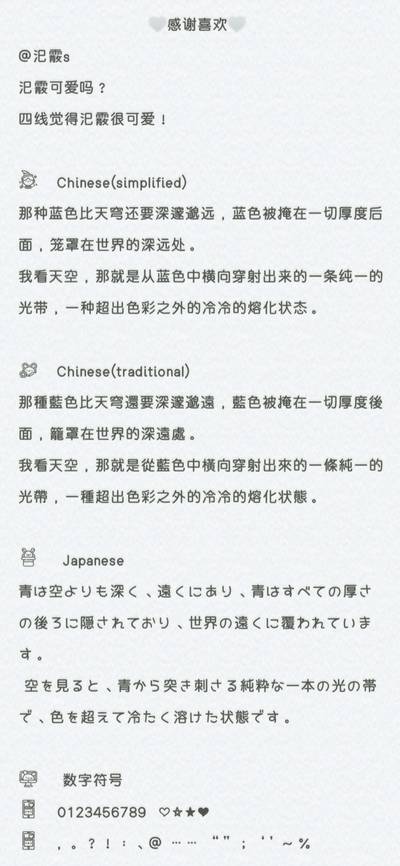 🤍感谢喜欢🤍
@汜霰s
汜霰可爱吗？
四线觉得汜霰很可爱！
Chinese(simplified)
那种蓝色比天穹还要深邃邈远，蓝色被掩在一切厚度后
面，笼罩在世界的深远处。
我看天空，那就是从蓝色中横向穿射出来的一条纯一的
光带，一种超出色彩之外的冷冷的熔化状态。
Chinese(traditional)
那種藍色比天穹還要深邃邈遠，藍色被掩在一切厚度後
面，籠罩在世界的深遠處。
我看天空，那就是從藍色中橫向穿射出來的一條純一的
光帶，一種超出色彩之外的冷冷的熔化狀態。
Japanese
青は空よりも深く、遠くにあり、青はすべての厚さ
の後ろに隠されており、世界の遠くに覆われていま
す。
空を見ると、青から突き刺さる純粋な一本の光の帯
で、色を超えて冷たく溶けた状態です。
数字符号
0123456789 ♡☆★♥
，。？！：、@ …… “” ； ‘’ ~ %